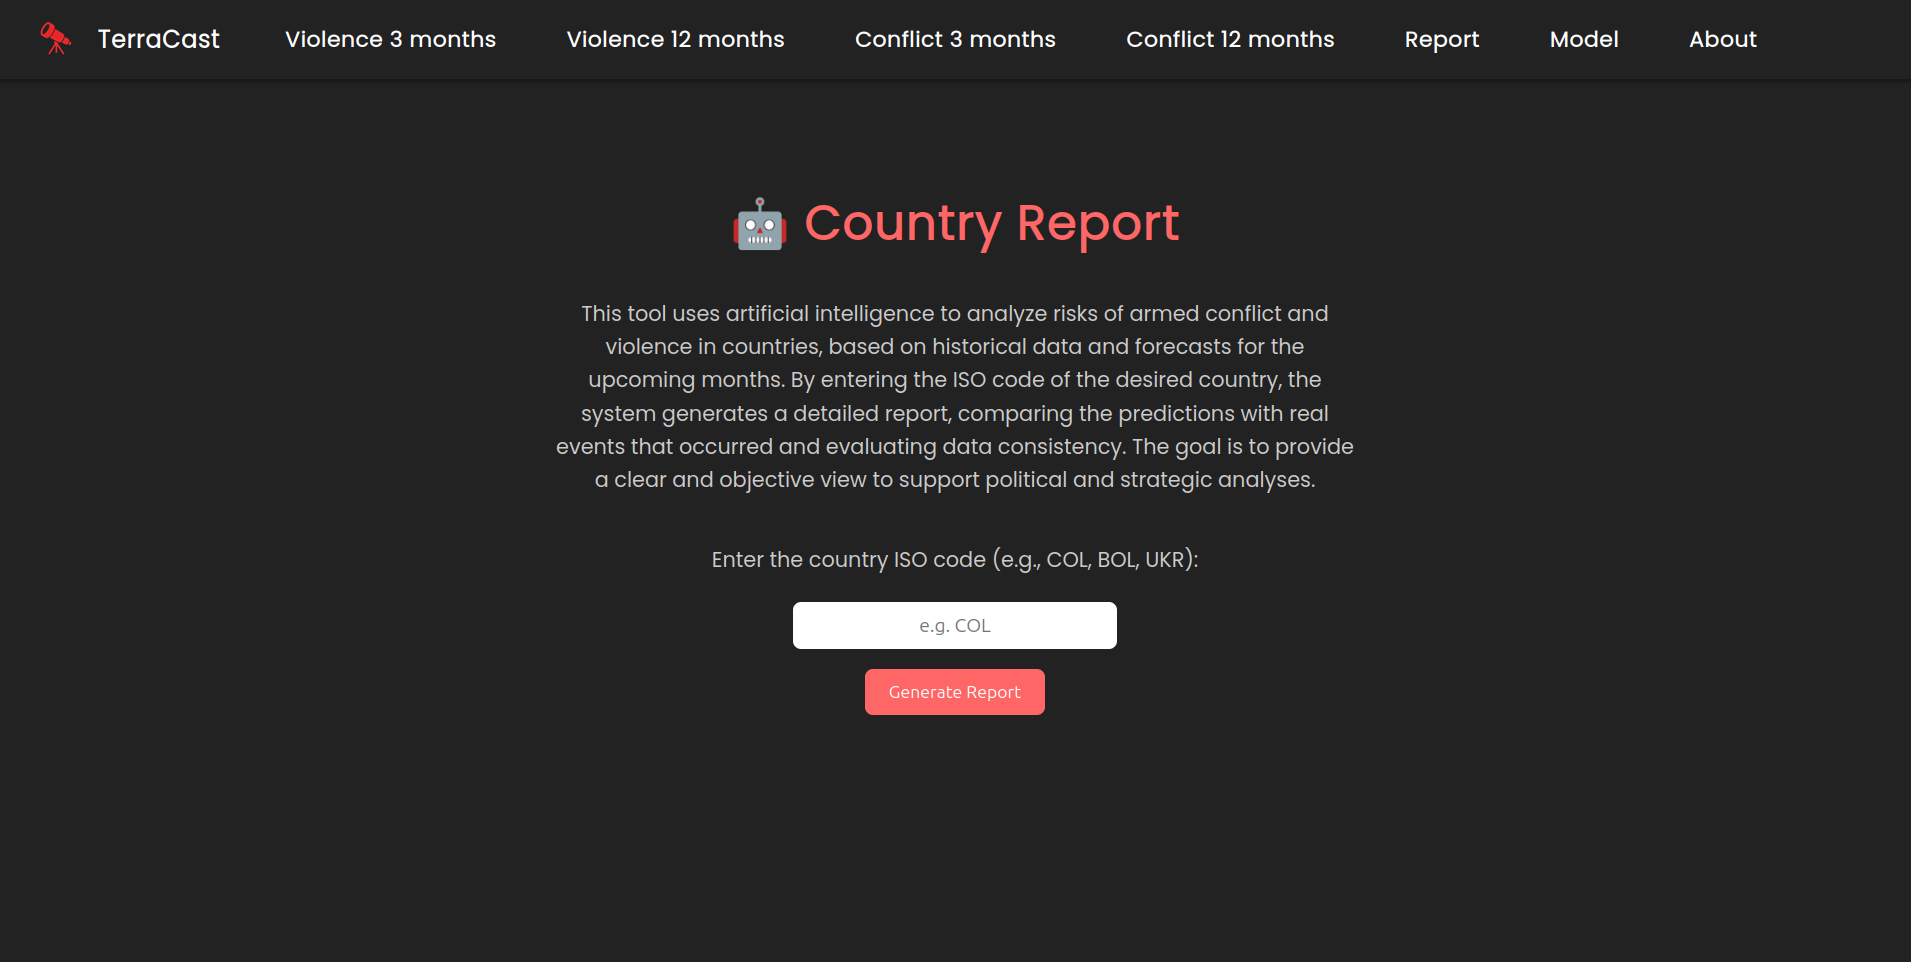 TerraCast Violence 3 months Violence 12 months Conflict 3 months Conflict 12 months Report Model About
Country Report
This tool uses artificial intelligence to analyze risks of armed conflict and
violence in countries, based on historical data and forecasts for the
upcoming months. By entering the ISO code of the desired country, the
system generates a detailed report, comparing the predictions with real
events that occurred and evaluating data consistency. The goal is to provide
a clear and objective view to support political and strategic analyses.
Enter the country ISO code (e.g., COL, BOL, UKR):
e.g. COL
Generate Report